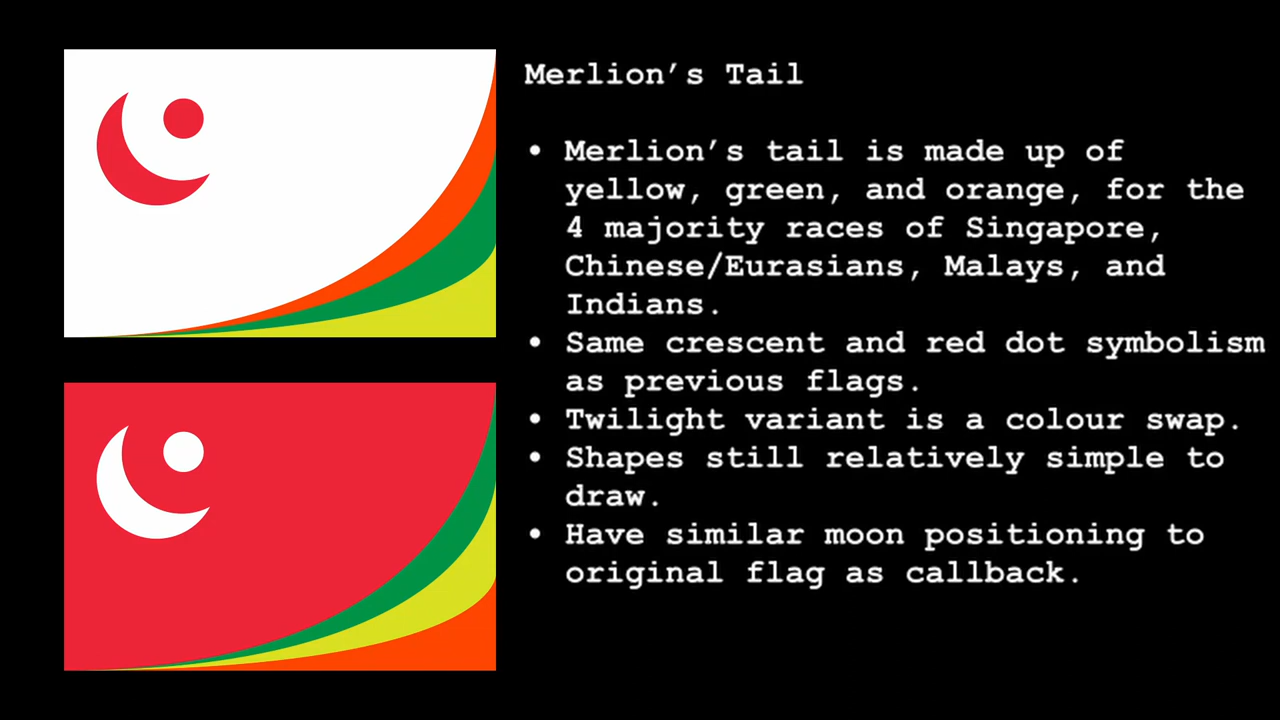 Merlion’s Tail
• Merlion’s tail is made up of
yellow, green, and orange, for the
4 majority races of Singapore,
Chinese/Eurasians, Malays, and
Indians.
• Same crescent and red dot symbolism
as previous flags.
• Twilight variant is a colour swap.
• Shapes still relatively simple to
draw.
• Have similar moon positioning to
original flag as callback.